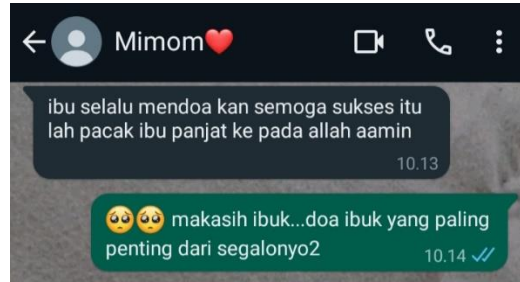 Mimom❤️
ibu selalu mendoa kan semoga sukses itu
lah pacak ibu panjat ke pada allah aamin
10.13
🥺🥺 makasih ibuk...doa ibuk yang paling
penting dari segalonyo2
10.14